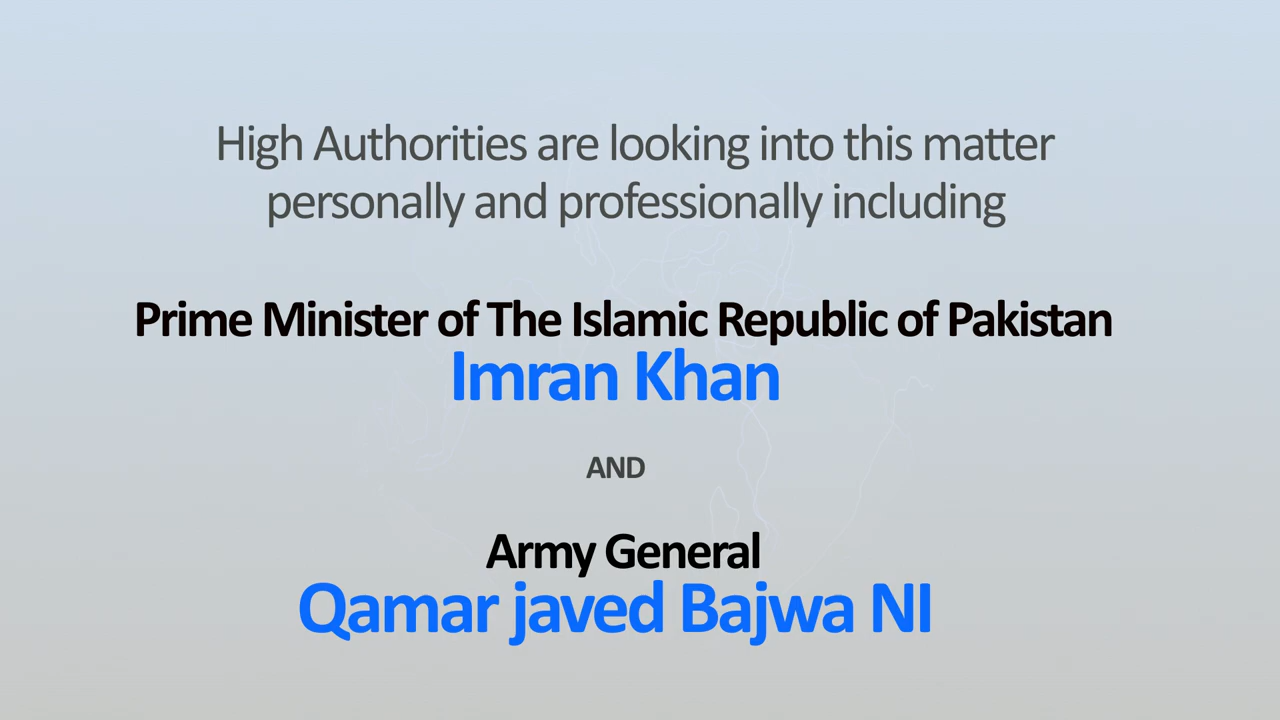 High Authorities are looking into this matter
personally and professionally including
Prime Minister of The Islamic Republic of Pakistan
Imran Khan
AND
Army General
Qamar javed Bajwa NI